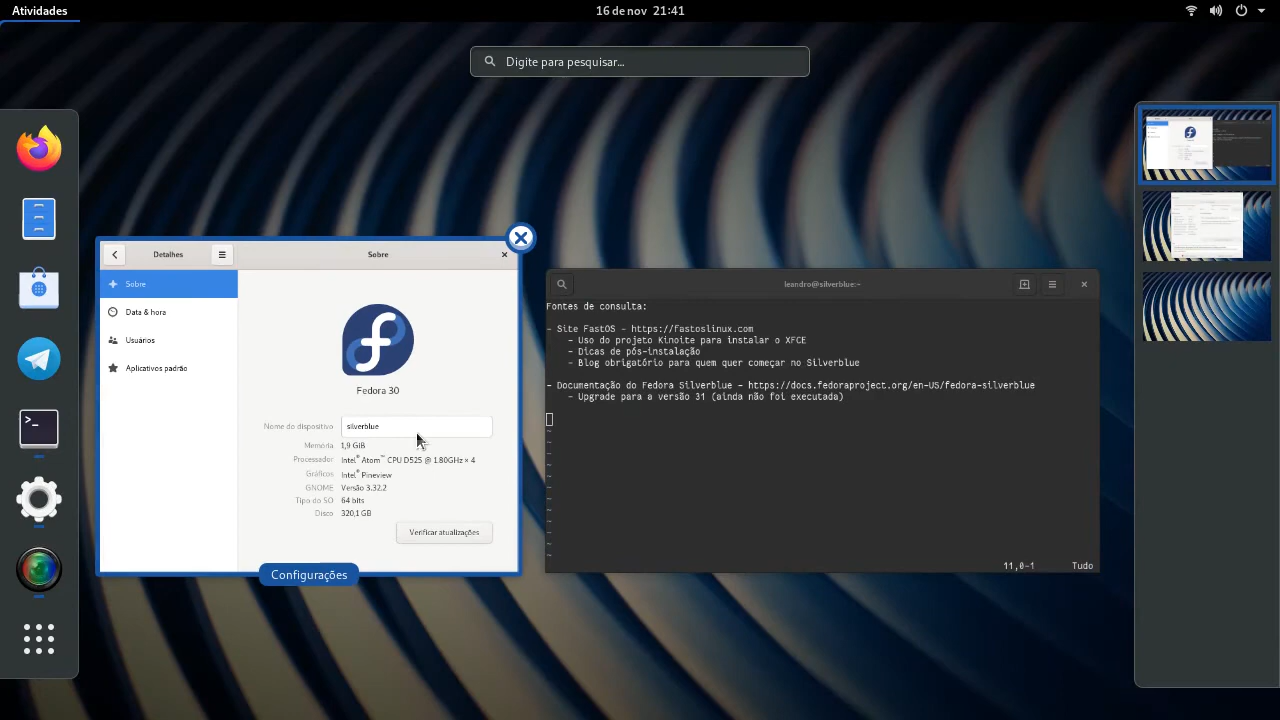 Atividades
16 de nov 21:41
Digite para pesquisar...
Detalhes
Sobre
Sobre
Data & hora
Usuários
Aplicativos padrão
Fedora 30
Nome do dispositivo silverblue
Memória 1,9 GiB
Processador Intel® Atom™ CPU D525 @ 1.80GHz × 4
Gráficos Intel® Pineview
GNOME Versão 3.32.2
Tipo do SO 64 bits
Disco 320,1 GB
Verificar atualizações
Configurações
leandro@silverblue:~
Fontes de consulta:
- Site FastOS - https://fastoslinux.com
- Uso do projeto Kinoite para instalar o XFCE
- Dicas de pós-instalação
- Blog obrigatório para quem quer começar no Silverblue
- Documentação do Fedora Silverblue - https://docs.fedoraproject.org/en-US/fedora-silverblue
- Upgrade para a versão 31 (ainda não foi executada)
~
~
~
~
~
~
~
~
~
~
~
~
11,0-1 Tudo